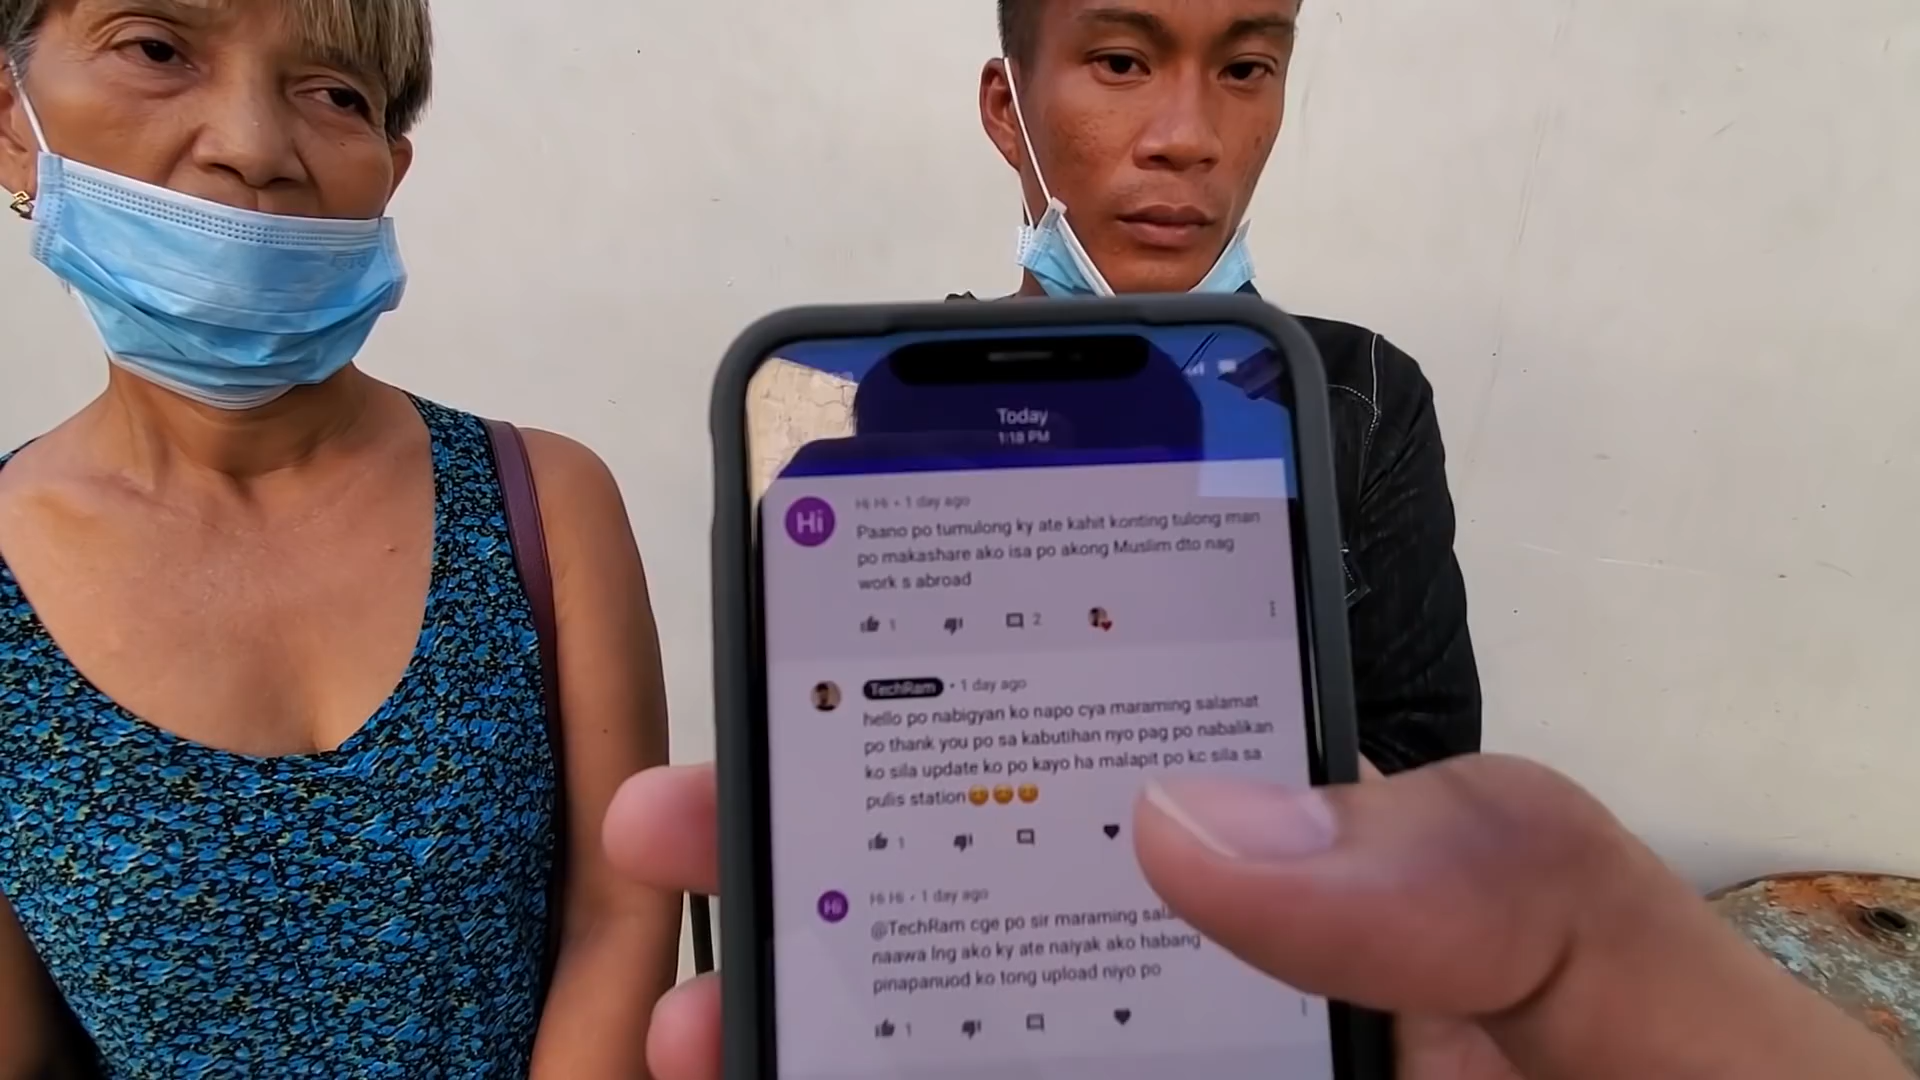 Today
1:18 PM
Hi
Hi Hi • 1 day ago
Paano po tumulong ky ate kahit konting tulong man
po makashare ako isa po akong Muslim dto nag
work s abroad
1
2
TechRam • 1 day ago
hello po nabigyan ko napo cya maraming salamat
po thank you po sa kabutihan nyo pag po nabalikan
ko sila update ko po kayo ha malapit po kc sila sa
pulis station😊😊😊
1
Hi
Hi Hi • 1 day ago
@TechRam cge po sir maraming
naawa lng ako ky ate naiyak ako habang
pinapanuod ko tong upload niyo po
1